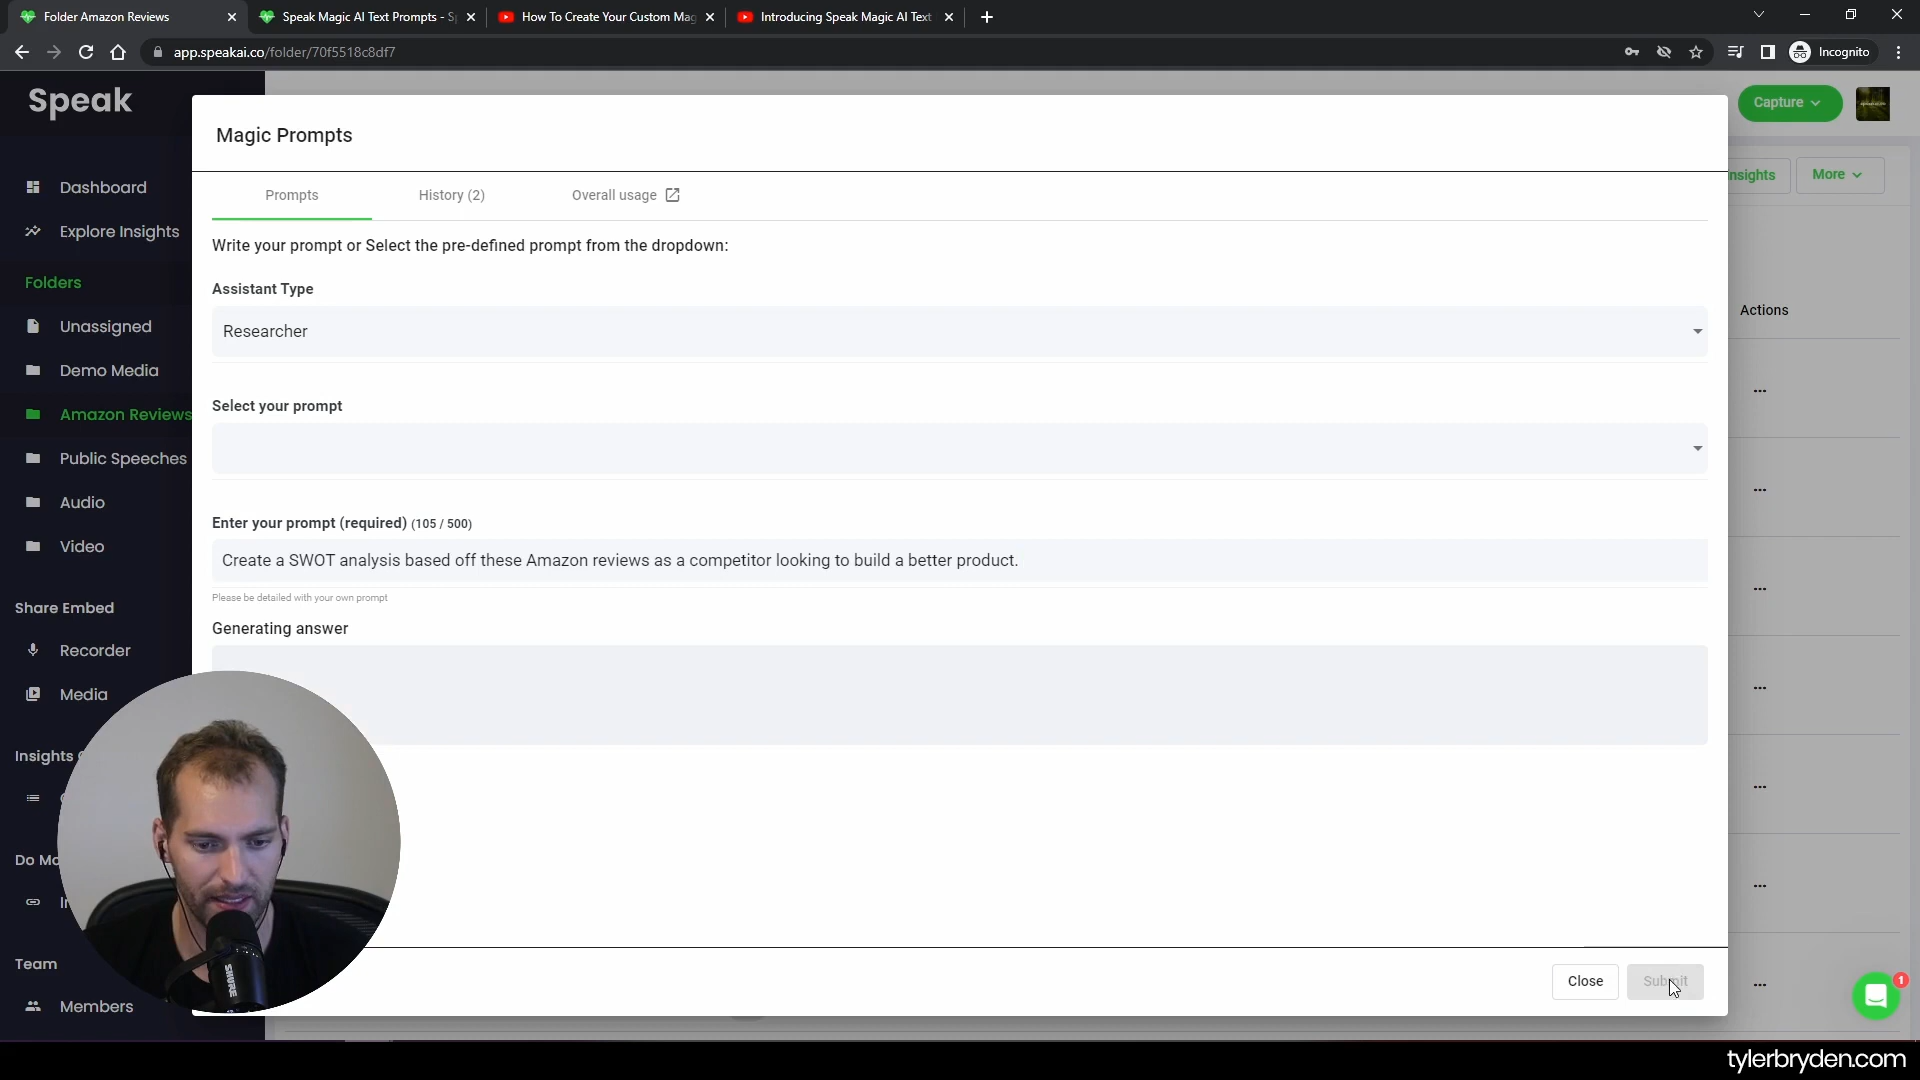 Folder Amazon Reviews
Speak Magic AI Text Prompts - Sp
How To Create Your Custom Mag
Introducing Speak Magic AI Text
app.speakai.co/folder/70f5518c8df7
Incognito
Speak
Capture
Magic Prompts
Dashboard
Prompts
History (2)
Overall usage
nsights
More
Explore Insights
Write your prompt or Select the pre-defined prompt from the dropdown:
Folders
Assistant Type
Actions
Unassigned
Researcher
Demo Media
Select your prompt
Amazon Reviews
Public Speeches
Audio
Enter your prompt (required) (105 / 500)
Video
Create a SWOT analysis based off these Amazon reviews as a competitor looking to build a better product.
Please be detailed with your own prompt
Share Embed
Generating answer
Recorder
Media
Insights
Do Mo
Team
SHURE
Close
Submit
1
Members
tylerbryden.com